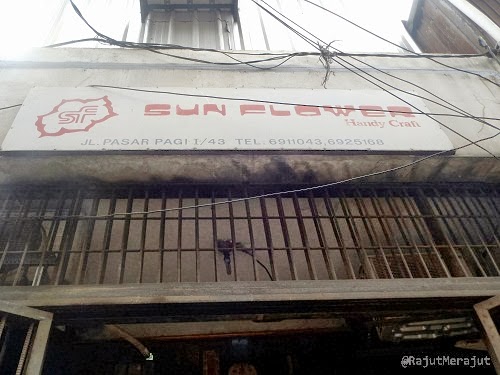 SF SUN FLOWER
Handy Craft
JL. PASAR PAGI I/43 TEL. 6911043,6925168
@RajutMerajut